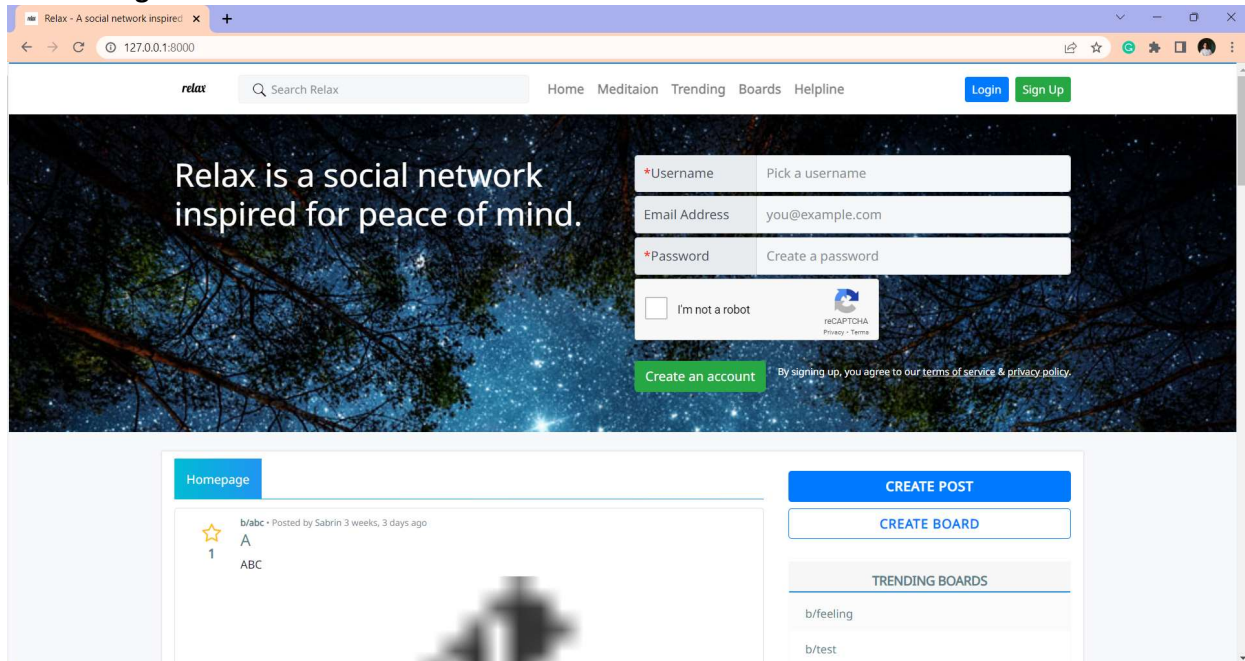 Relax - A social network inspired
127.0.0.1:8000
relax
Search Relax
Home Meditaion Trending Boards Helpline
Login
Sign Up
Relax is a social network
inspired for peace of mind.
*Username Pick a username
Email Address you@example.com
*Password Create a password
I'm not a robot
reCAPTCHA
Privacy - Terms
Create an account
By signing up, you agree to our terms of service & privacy policy.
Homepage
b/abc • Posted by Sabrin 3 weeks, 3 days ago
A
1
ABC
CREATE POST
CREATE BOARD
TRENDING BOARDS
b/feeling
b/test